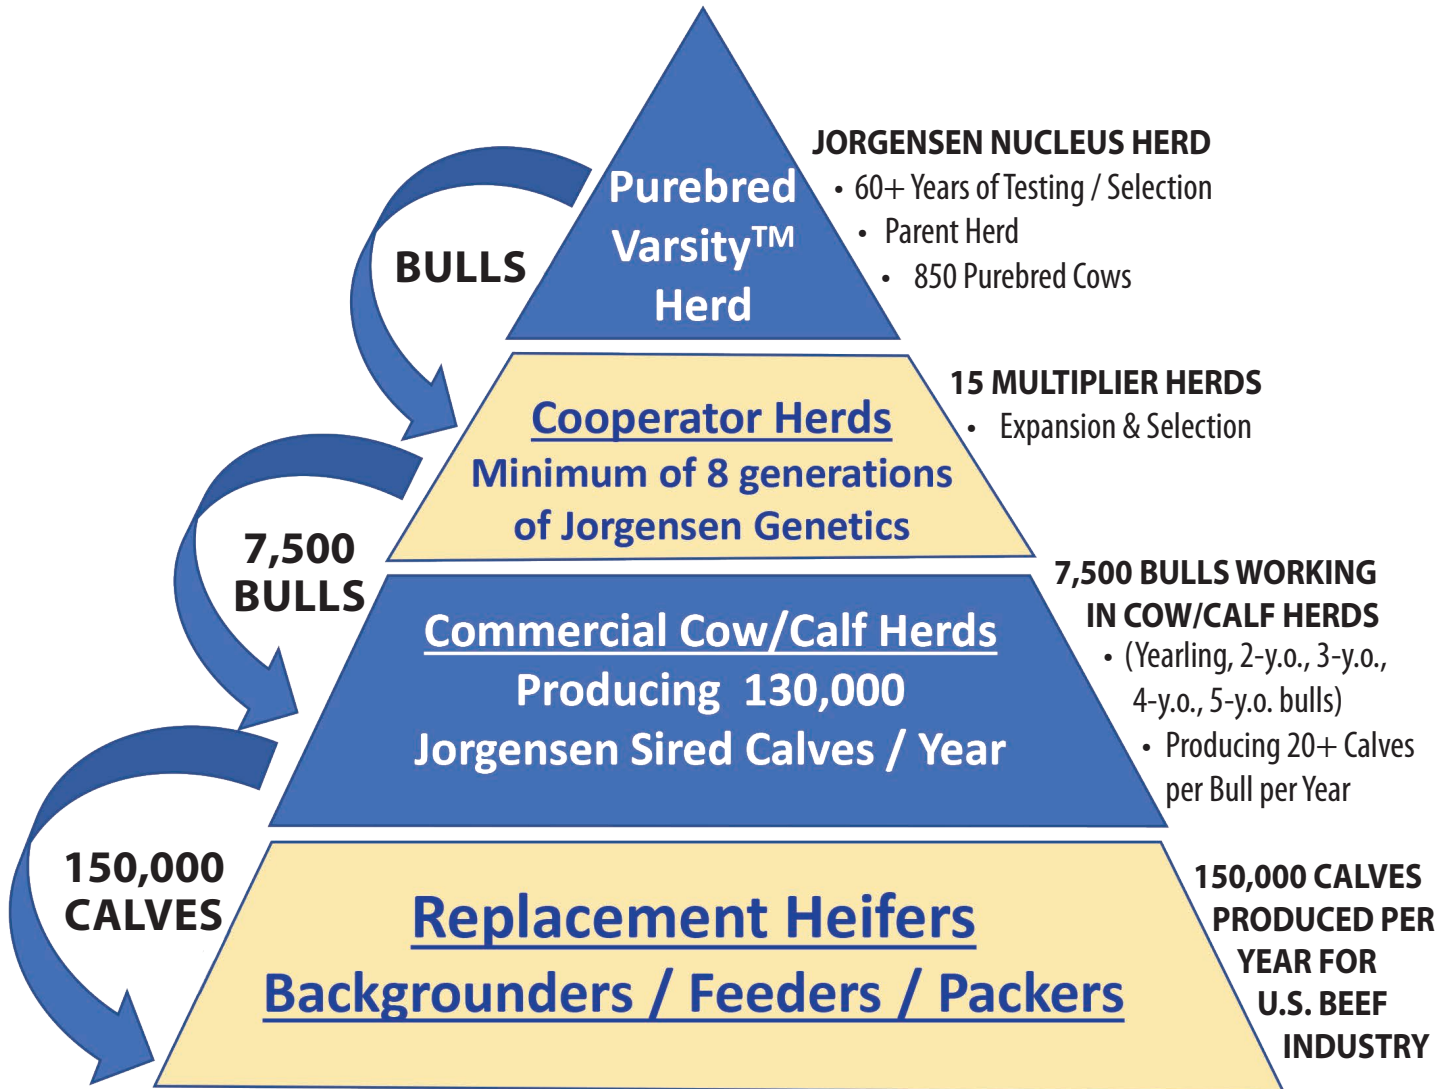 Purebred
Varsity™
Herd
JORGENSEN NUCLEUS HERD
• 60+ Years of Testing / Selection
• Parent Herd
• 850 Purebred Cows
BULLS
Cooperator Herds
Minimum of 8 generations
of Jorgensen Genetics
15 MULTIPLIER HERDS
• Expansion & Selection
7,500
BULLS
Commercial Cow/Calf Herds
Producing 130,000
Jorgensen Sired Calves / Year
7,500 BULLS WORKING
IN COW/CALF HERDS
• (Yearling, 2-y.o., 3-y.o.,
4-y.o., 5-y.o. bulls)
• Producing 20+ Calves
per Bull per Year
150,000
CALVES
Replacement Heifers
Backgrounders / Feeders / Packers
150,000 CALVES
PRODUCED PER
YEAR FOR
U.S. BEEF
INDUSTRY